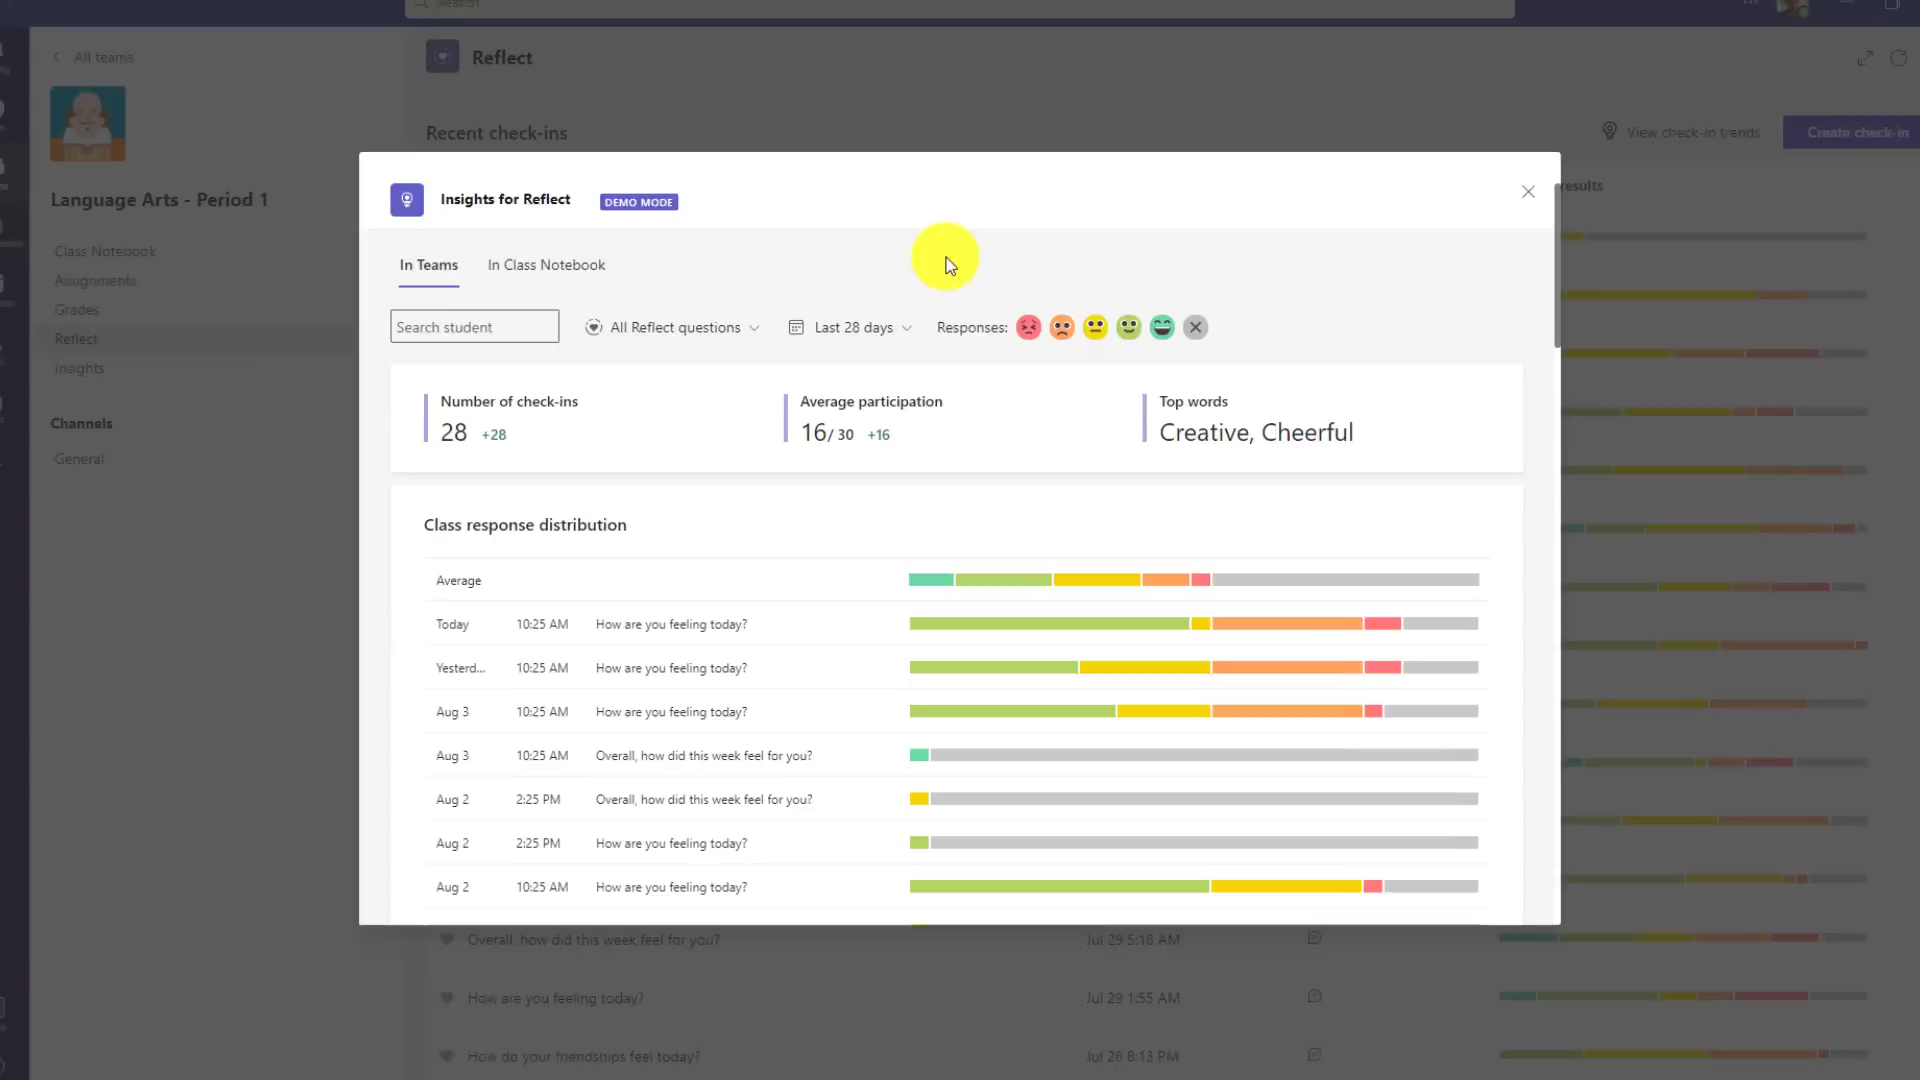 All teams
Language Arts - Period 1
Class Notebook
Assignments
Grades
Reflect
Insights
Channels
General
Reflect
Recent check-ins
View check-in trends
Create check-in
Insights for Reflect
DEMO MODE
In Teams
In Class Notebook
Search student
All Reflect questions
Last 28 days
Responses:
Number of check-ins
28 +28
Average participation
16/ 30 +16
Top words
Creative, Cheerful
Class response distribution
Average
Today 10:25 AM How are you feeling today?
Yesterd... 10:25 AM How are you feeling today?
Aug 3 10:25 AM How are you feeling today?
Aug 3 10:25 AM Overall, how did this week feel for you?
Aug 2 2:25 PM Overall, how did this week feel for you?
Aug 2 2:25 PM How are you feeling today?
Aug 2 10:25 AM How are you feeling today?
Overall, how did this week feel for you? Jul 29 5:18 AM
How are you feeling today? Jul 29 1:55 AM
How do your friendships feel today? Jul 28 8:13 PM